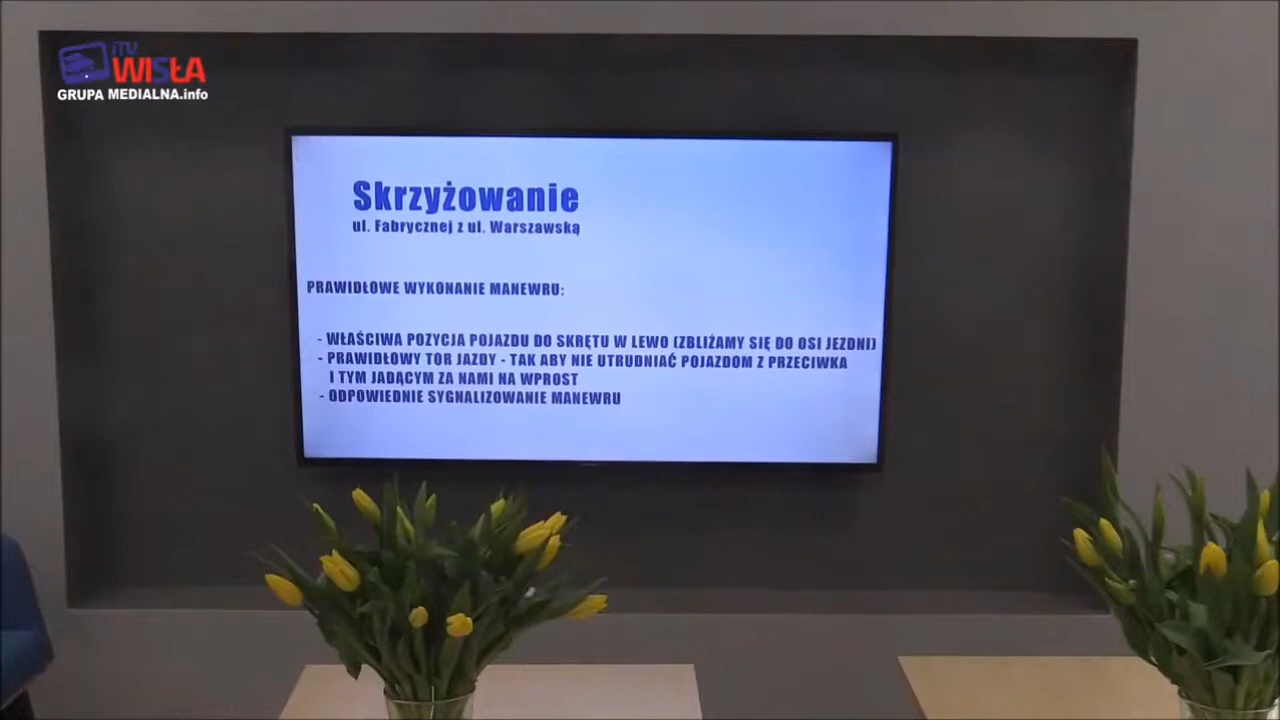 iTV
WISŁA
GRUPA MEDIALNA.info
Skrzyżowanie
ul. Fabrycznej z ul. Warszawską
PRAWIDŁOWE WYKONANIE MANEWRU:
- WŁAŚCIWA POZYCJA POJAZDU DO SKRĘTU W LEWO (ZBLIŻAMY SIĘ DO OSI JEZDNI)
- PRAWIDŁOWY TOR JAZDY - TAK ABY NIE UTRUDNIAĆ POJAZDOM Z PRZECIWKA
I TYM JADĄCYM ZA NAMI NA WPROST
- ODPOWIEDNIE SYGNALIZOWANIE MANEWRU